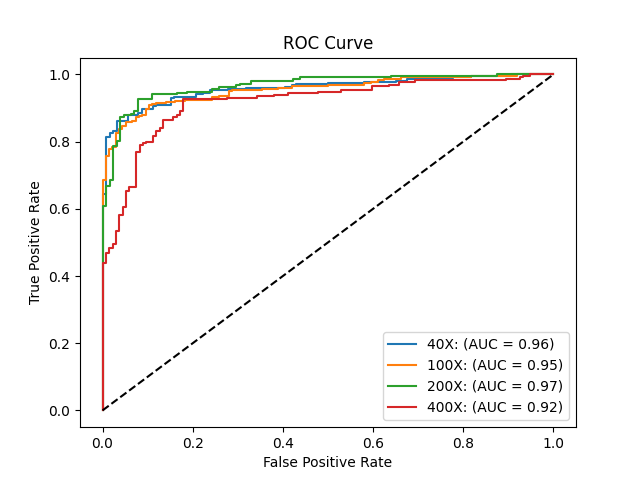 ROC Curve
True Positive Rate
1.0
0.8
0.6
0.4
0.2
0.0
0.0 0.2 0.4 0.6 0.8 1.0
False Positive Rate
40X: (AUC = 0.96)
100X: (AUC = 0.95)
200X: (AUC = 0.97)
400X: (AUC = 0.92)